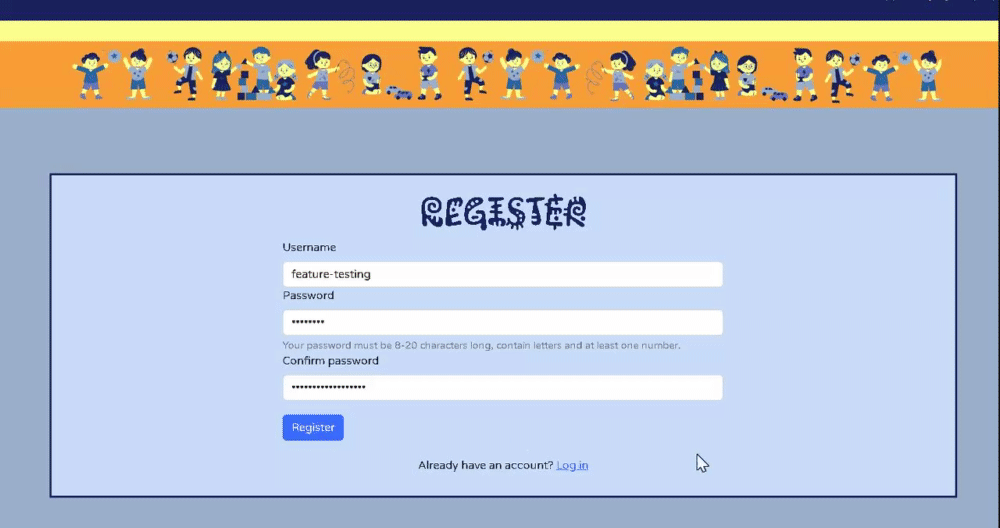 REGISTER
Username
feature-testing
Password
••••••••
Your password must be 8-20 characters long, contain letters and at least one number.
Confirm password
••••••••••••••••••
Register
Already have an account? Log in